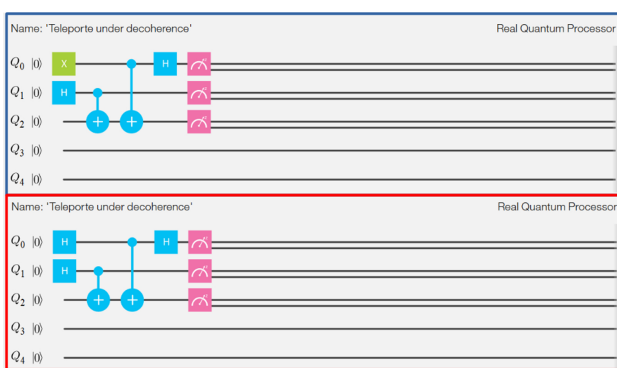 Name: 'Teleporte under decoherence' Real Quantum Processor
Q0 |0⟩ X H
Q1 |0⟩ H
Q2 |0⟩ + +
Q3 |0⟩
Q4 |0⟩
Name: 'Teleporte under decoherence' Real Quantum Processor
Q0 |0⟩ H H
Q1 |0⟩ H
Q2 |0⟩ + +
Q3 |0⟩
Q4 |0⟩